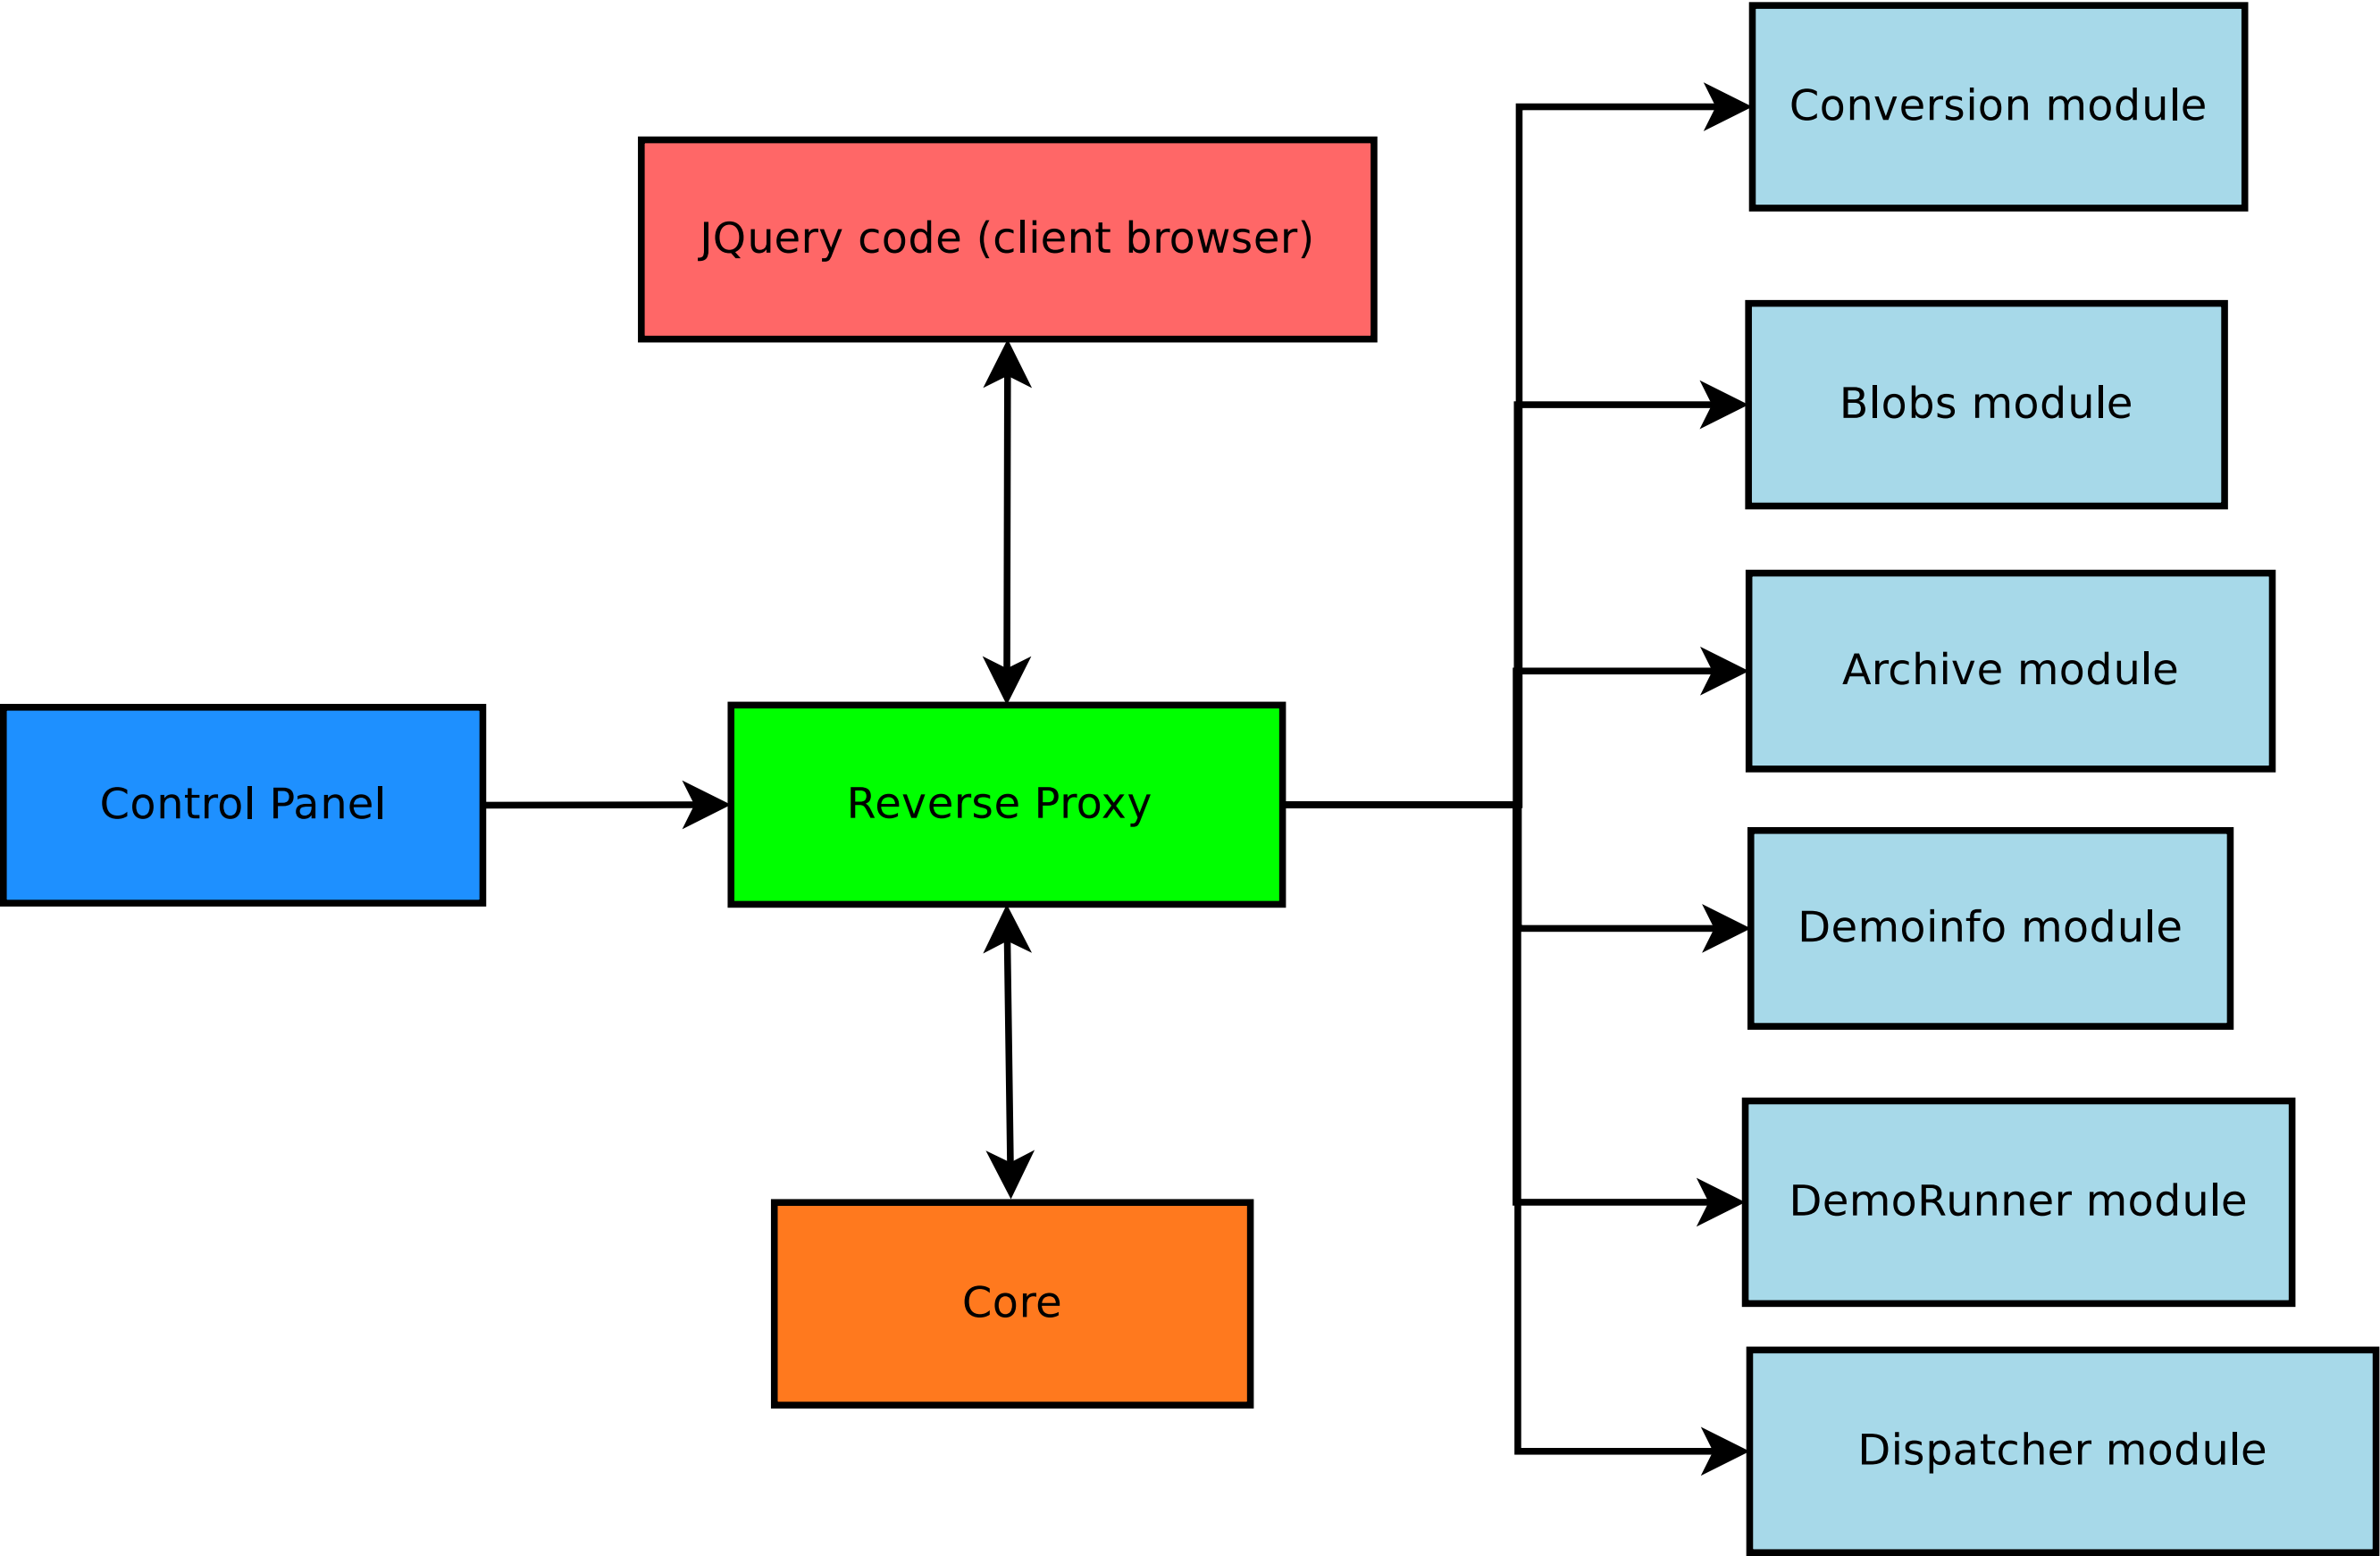 Conversion module
JQuery code (client browser)
Blobs module
Archive module
Control Panel
Reverse Proxy
Demoinfo module
DemoRunner module
Core
Dispatcher module